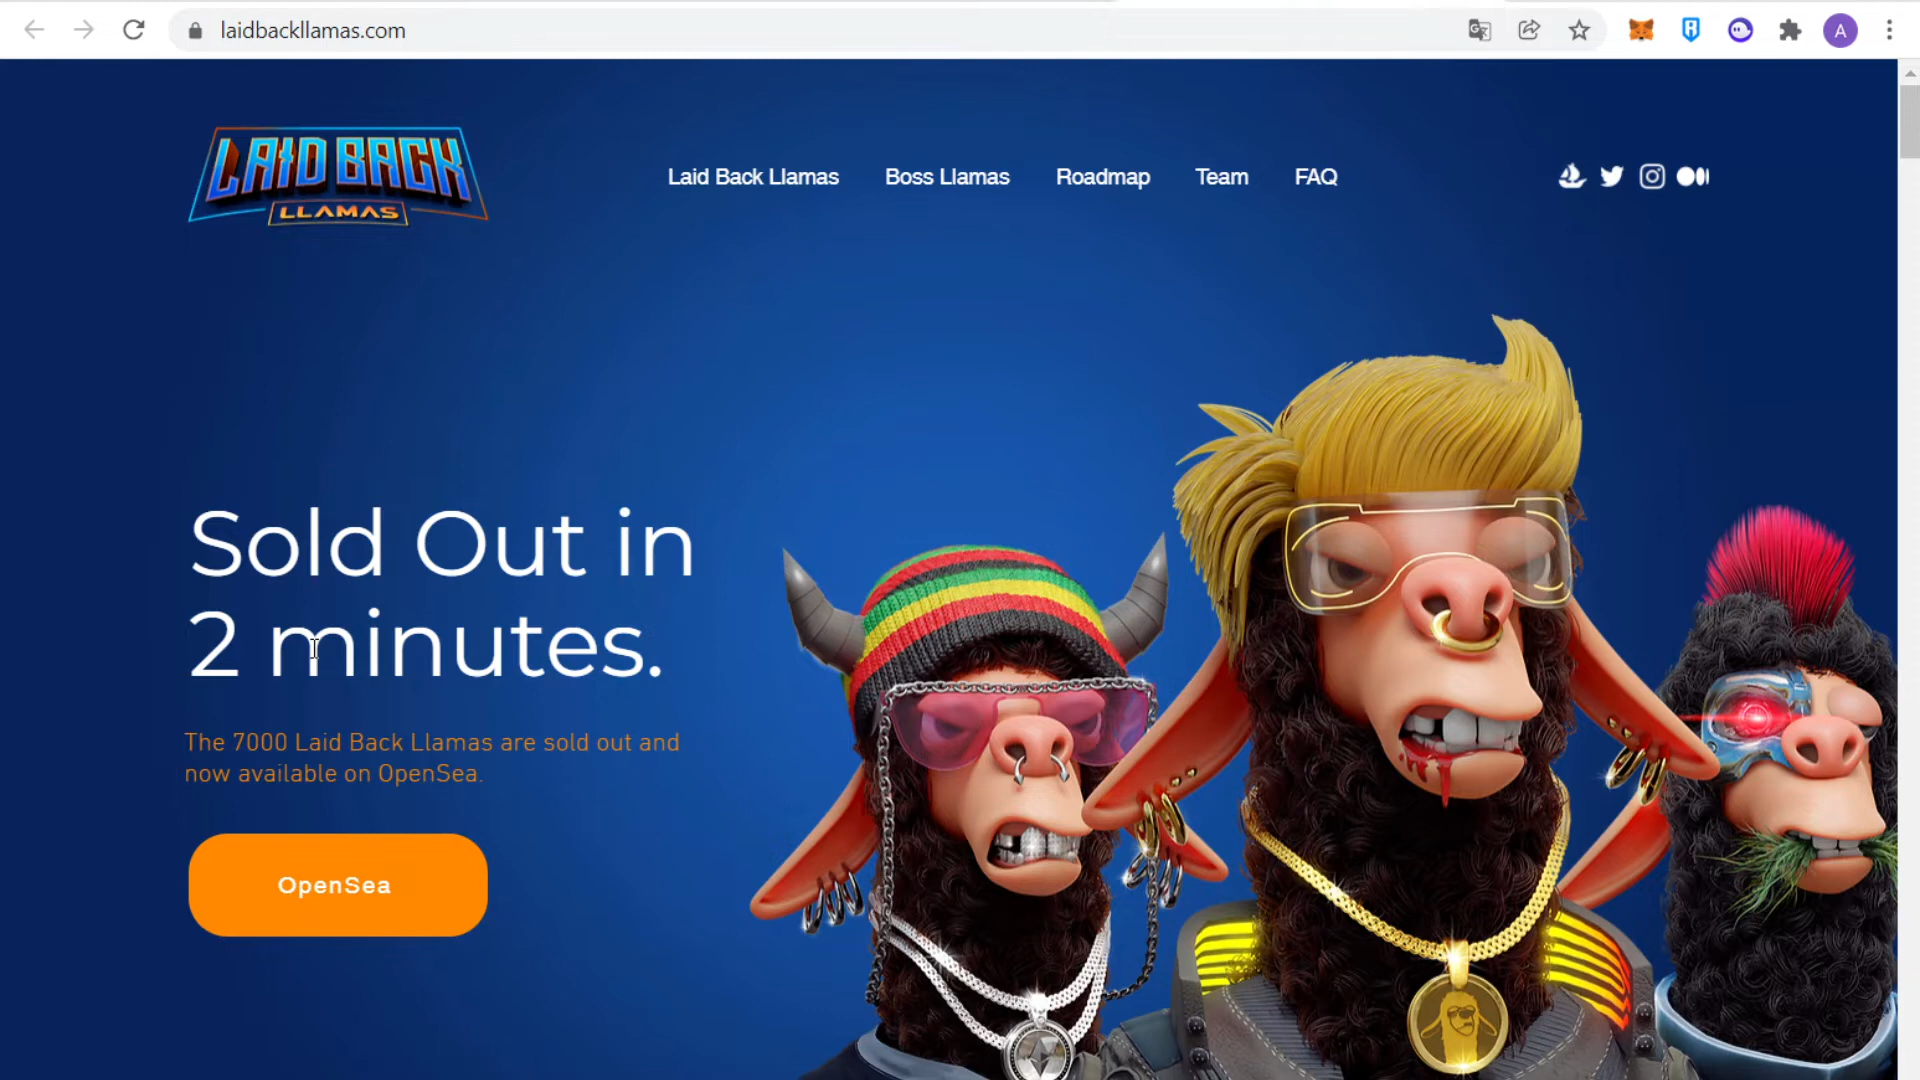 laidbackllamas.com
A
LAID BACK
LLAMAS
Laid Back Llamas
Boss Llamas
Roadmap
Team
FAQ
Sold Out in
2 minutes.
The 7000 Laid Back Llamas are sold out and
now available on OpenSea.
OpenSea